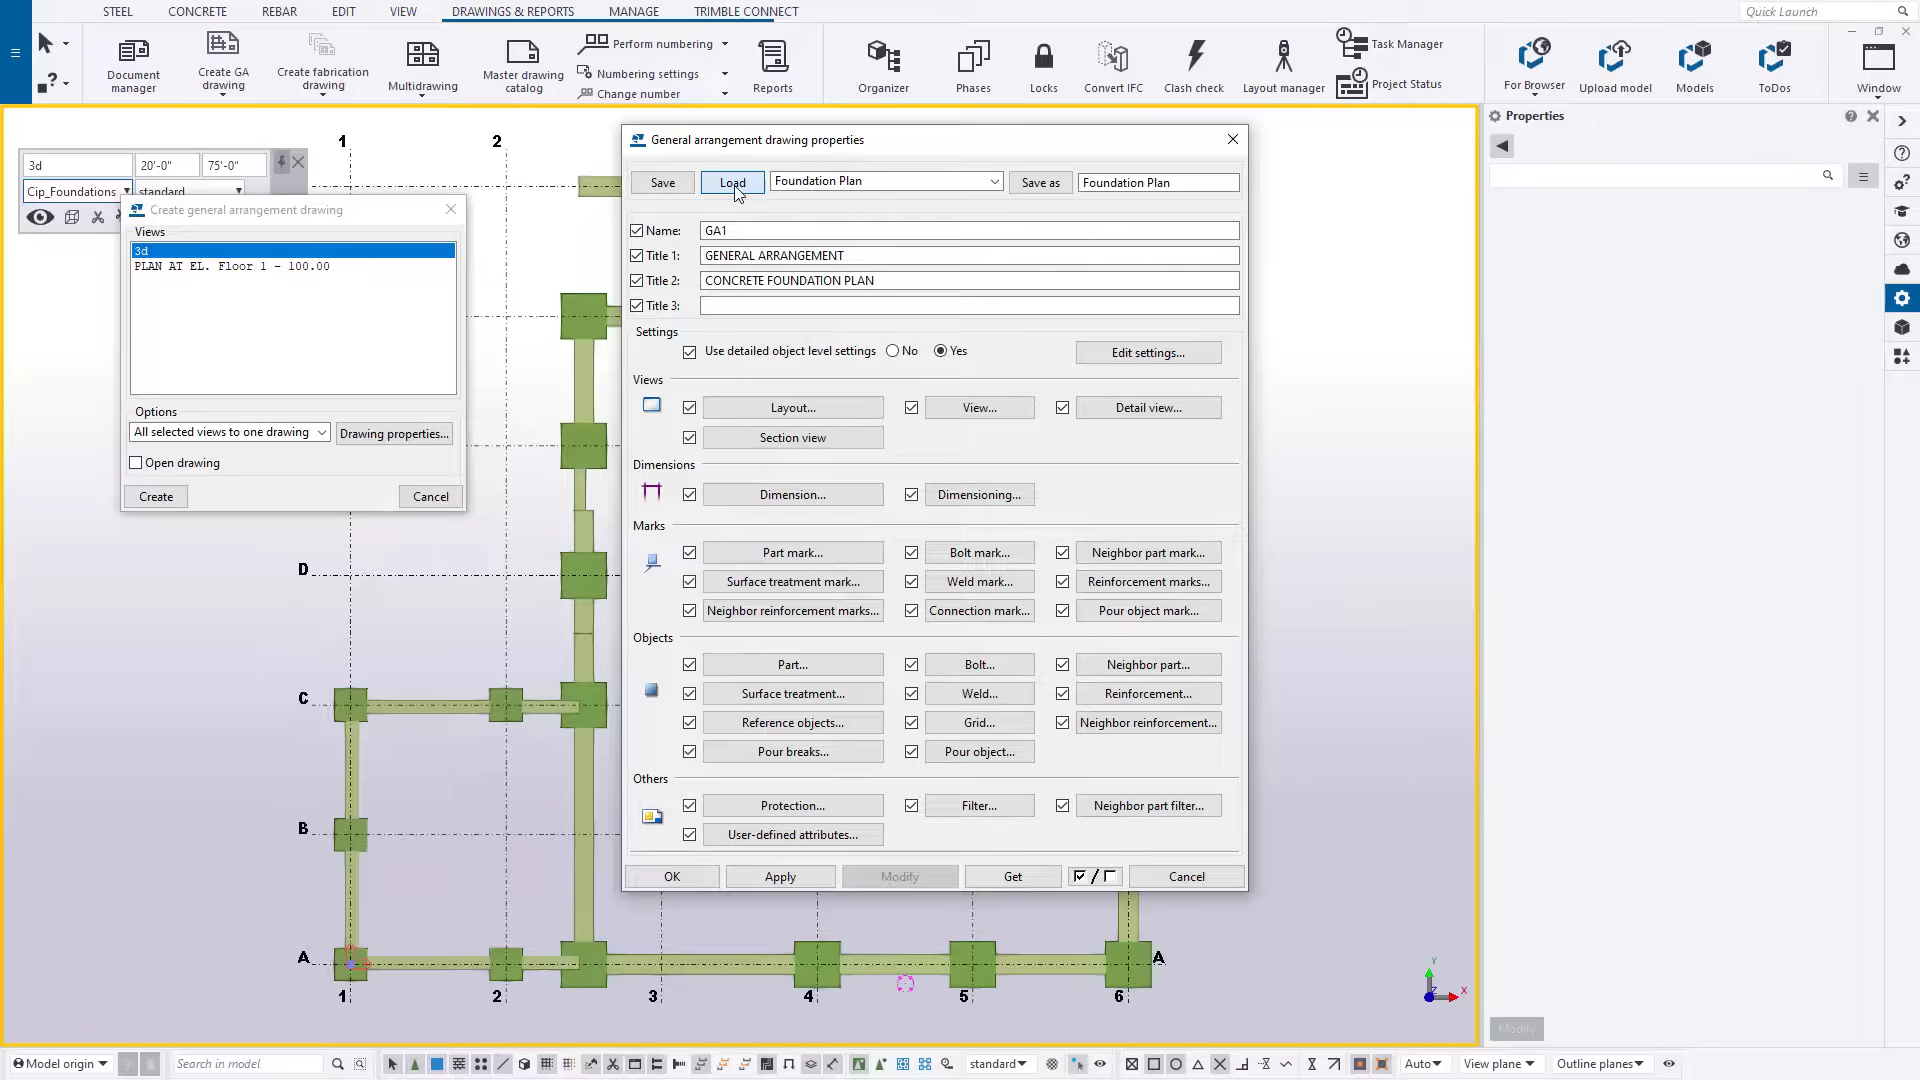 STEEL CONCRETE REBAR EDIT VIEW DRAWINGS & REPORTS MANAGE TRIMBLE CONNECT
Quick Launch
Document manager
Create GA drawing
Create fabrication drawing
Multidrawing
Master drawing catalog
Perform numbering
Numbering settings
Change number
Reports
Organizer
Phases
Locks
Convert IFC
Clash check
Layout manager
Task Manager
Project Status
For Browser
Upload model
Models
ToDos
Window
3d 20'-0" 75'-0"
Cip_Foundations standard
Create general arrangement drawing
Views
3d
PLAN AT EL. Floor 1 - 100.00
Options
All selected views to one drawing Drawing properties...
Open drawing
Create Cancel
General arrangement drawing properties
Save Load Foundation Plan Save as Foundation Plan
Name: GA1
Title 1: GENERAL ARRANGEMENT
Title 2: CONCRETE FOUNDATION PLAN
Title 3:
Settings
Use detailed object level settings No Yes Edit settings...
Views
Layout... View... Detail view...
Section view
Dimensions
Dimension... Dimensioning...
Marks
Part mark... Bolt mark... Neighbor part mark...
Surface treatment mark... Weld mark... Reinforcement marks...
Neighbor reinforcement marks... Connection mark... Pour object mark...
Objects
Part... Bolt... Neighbor part...
Surface treatment... Weld... Reinforcement...
Reference objects... Grid... Neighbor reinforcement...
Pour breaks... Pour object...
Others
Protection... Filter... Neighbor part filter...
User-defined attributes...
OK Apply Modify Get / Cancel
Properties
Modify
1 2
D
C
B
A A
1 2 3 4 5 6
Y
Z X
Model origin Search in model standard Auto View plane Outline planes